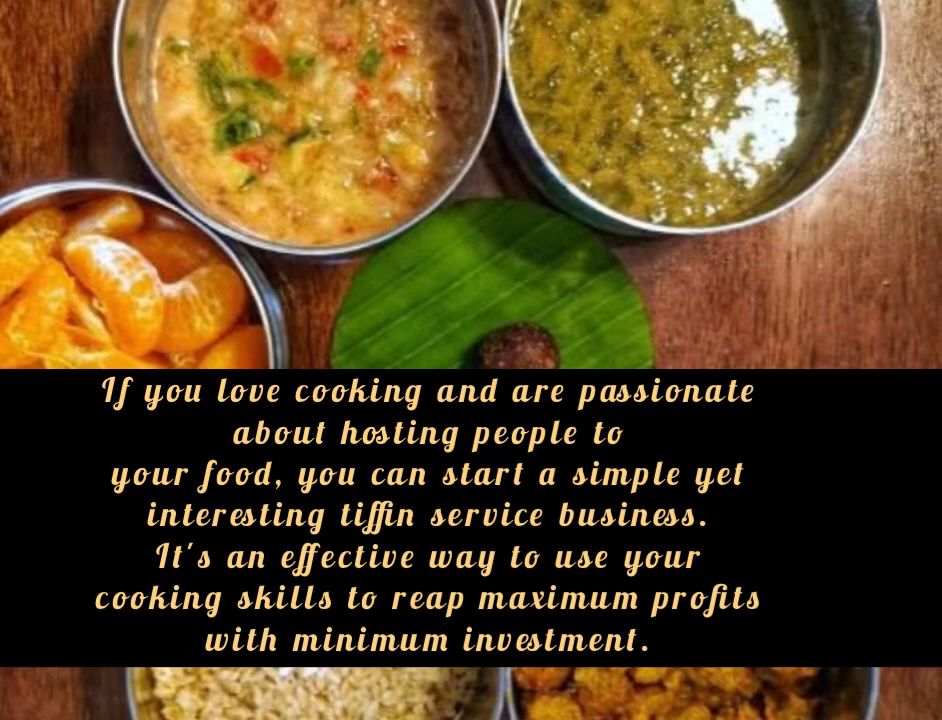 If you love cooking and are passionate
about hosting people to
your food, you can start a simple yet
interesting tiffin service business.
It's an effective way to use your
cooking skills to reap maximum profits
with minimum investment.